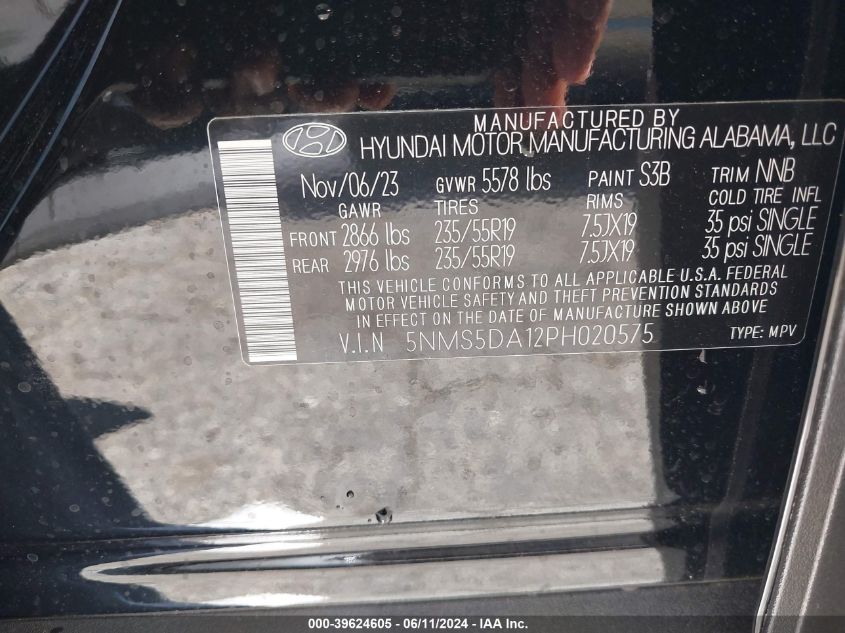 MANUFACTURED BY
HYUNDAI MOTOR MANUFACTURING ALABAMA, LLC
Nov/06/23 GVWR 5578 lbs PAINT S3B TRIM NNB
GAWR TIRES RIMS COLD TIRE INFL
FRONT 2866 lbs 235/55R19 7.5JX19 35 psi SINGLE
REAR 2976 lbs 235/55R19 7.5JX19 35 psi SINGLE
THIS VEHICLE CONFORMS TO ALL APPLICABLE U.S.A. FEDERAL
MOTOR VEHICLE SAFETY AND THEFT PREVENTION STANDARDS
IN EFFECT ON THE DATE OF MANUFACTURE SHOWN ABOVE
V.I.N 5NMS5DA12PH020575 TYPE: MPV
000-39624605 - 06/11/2024 - IAA Inc.